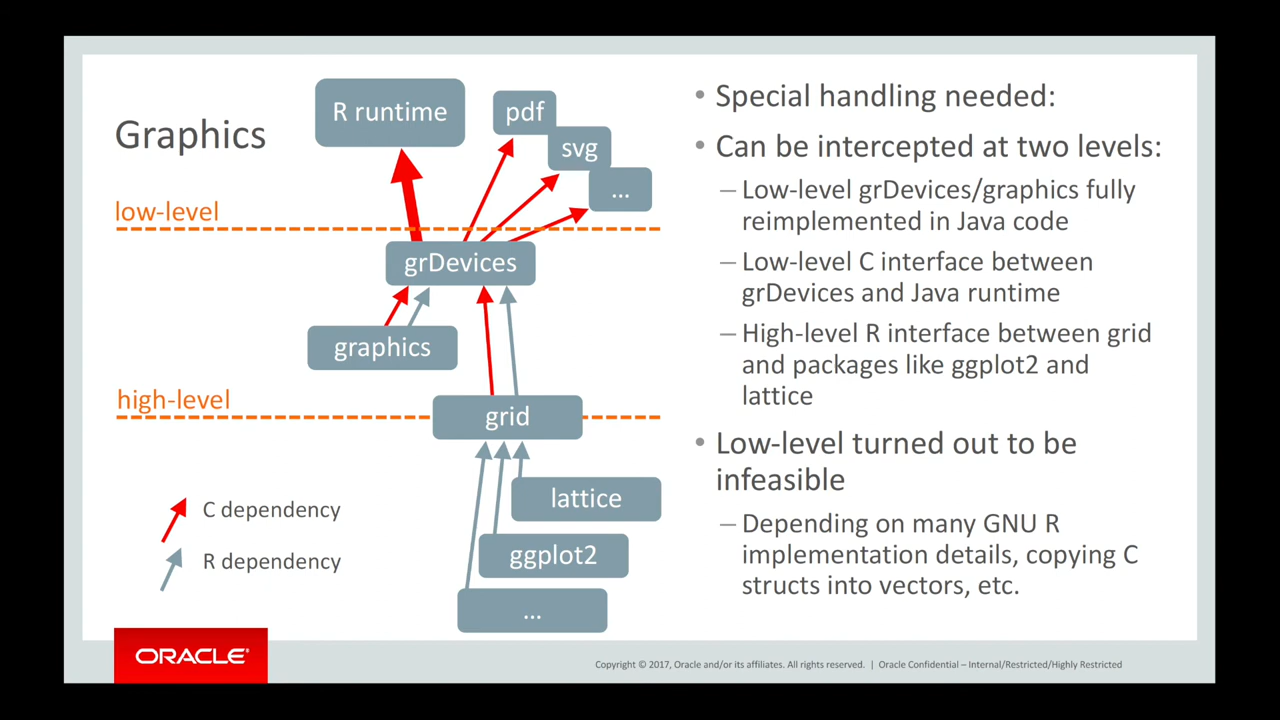 Graphics
R runtime
pdf
svg
...
low-level
grDevices
graphics
high-level
grid
lattice
ggplot2
...
C dependency
R dependency
• Special handling needed:
• Can be intercepted at two levels:
– Low-level grDevices/graphics fully
reimplemented in Java code
– Low-level C interface between
grDevices and Java runtime
– High-level R interface between grid
and packages like ggplot2 and
lattice
• Low-level turned out to be
infeasible
– Depending on many GNU R
implementation details, copying C
structs into vectors, etc.
ORACLE®
Copyright © 2017, Oracle and/or its affiliates. All rights reserved. | Oracle Confidential – Internal/Restricted/Highly Restricted